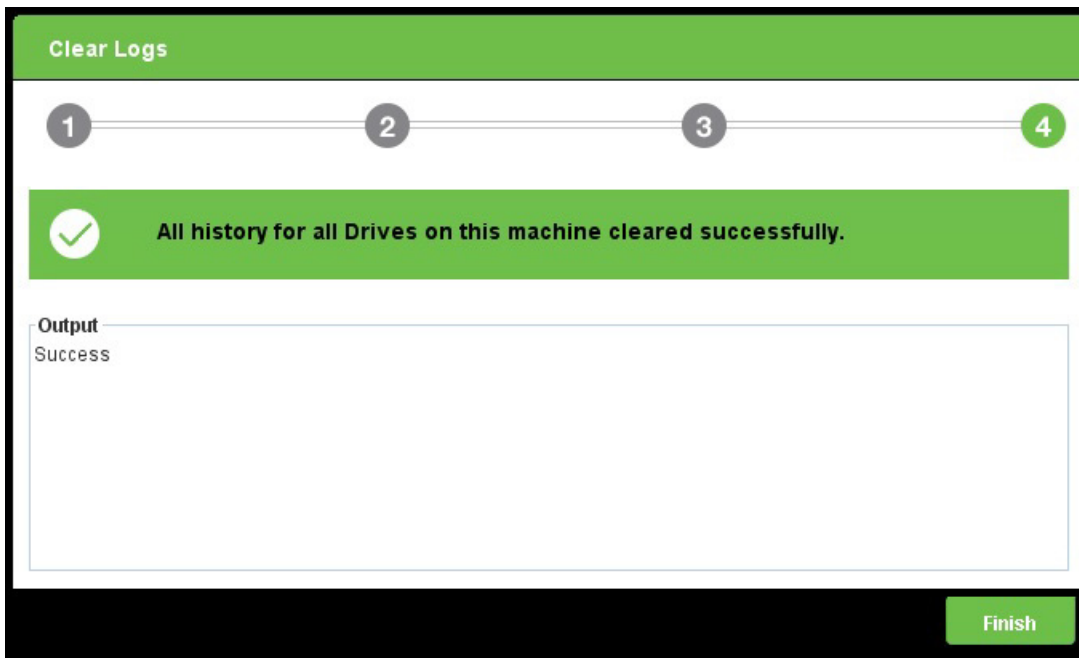 Clear Logs
1 2 3 4
All history for all Drives on this machine cleared successfully.
Output
Success
Finish